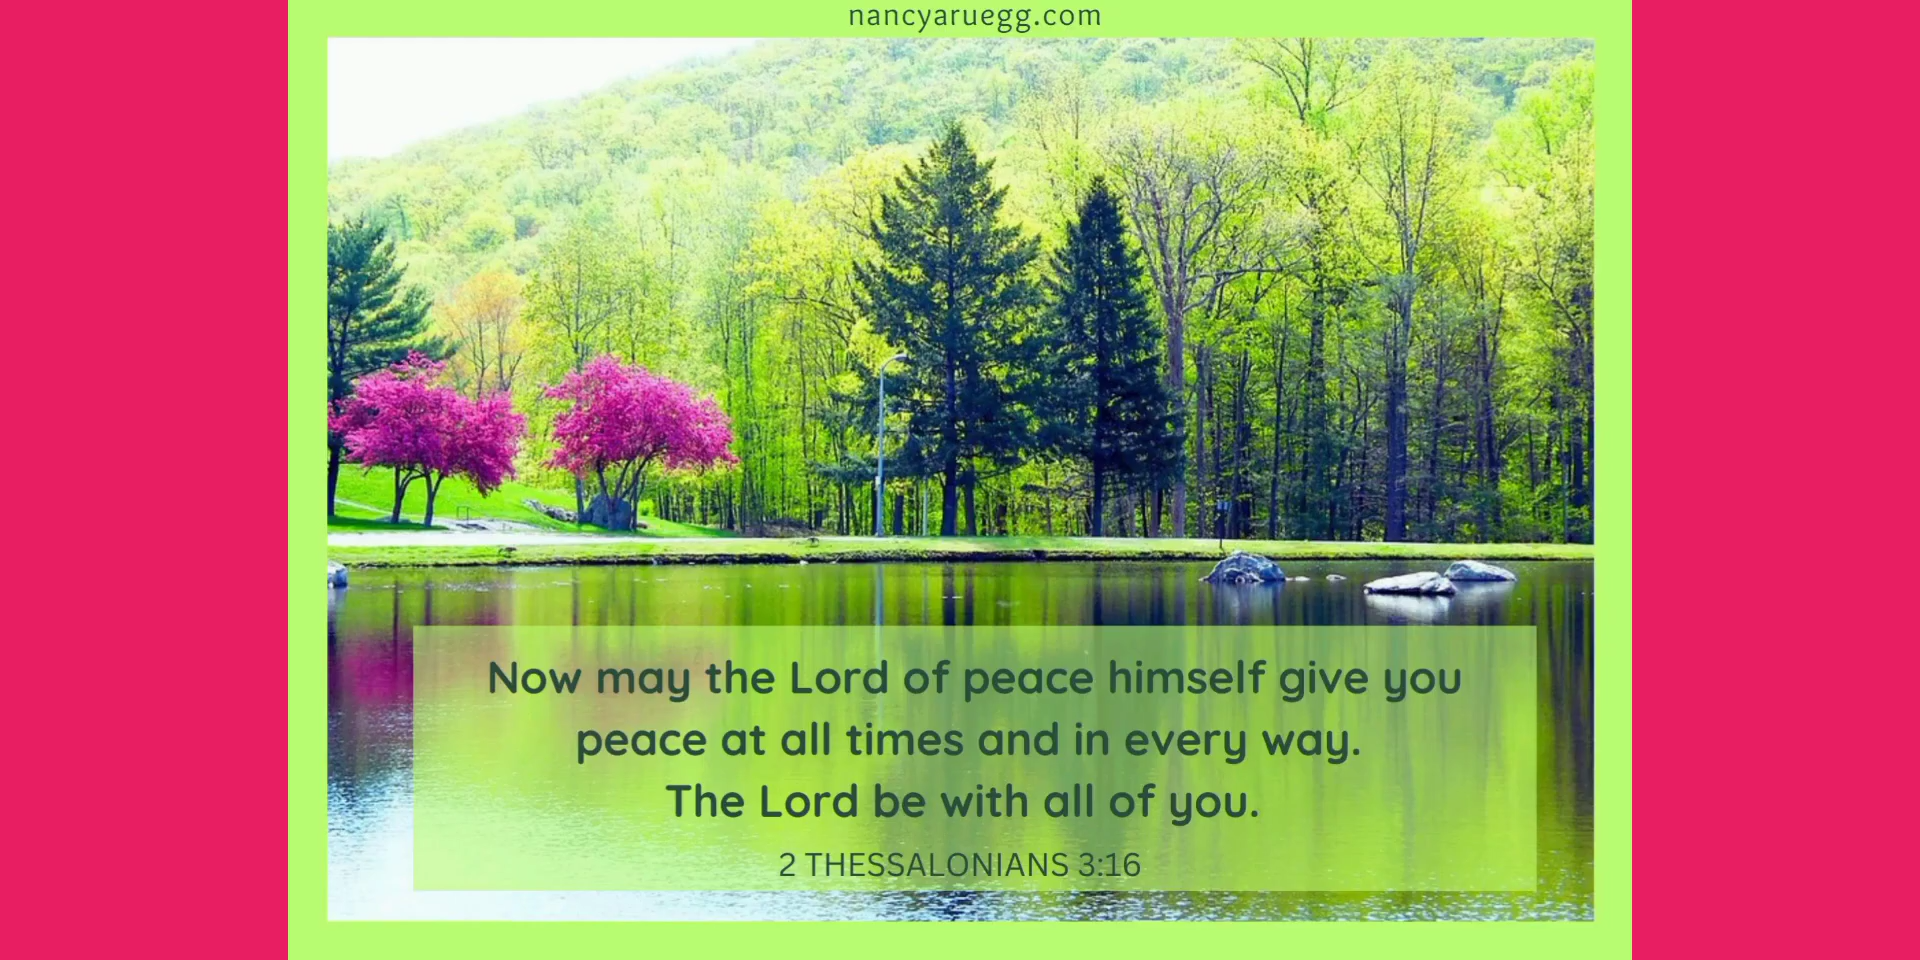 nancyaruegg.com
Now may the Lord of peace himself give you
peace at all times and in every way.
The Lord be with all of you.
2 THESSALONIANS 3:16